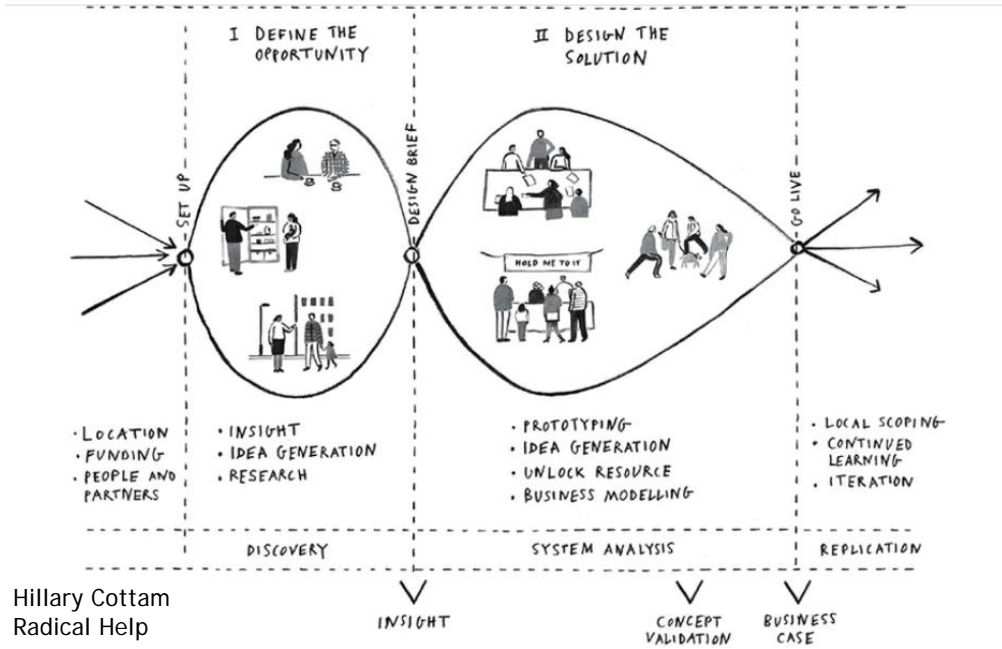 I DEFINE THE
OPPORTUNITY
II DESIGN THE
SOLUTION
SET UP
DESIGN BRIEF
GO LIVE
HOLD ME TO IT
• LOCATION
• FUNDING
• PEOPLE AND
PARTNERS
• INSIGHT
• IDEA GENERATION
• RESEARCH
• PROTOTYPING
• IDEA GENERATION
• UNLOCK RESOURCE
• BUSINESS MODELLING
• LOCAL SCOPING
• CONTINUED
LEARNING
• ITERATION
DISCOVERY
SYSTEM ANALYSIS
REPLICATION
INSIGHT
CONCEPT
VALIDATION
BUSINESS
CASE
Hillary Cottam
Radical Help